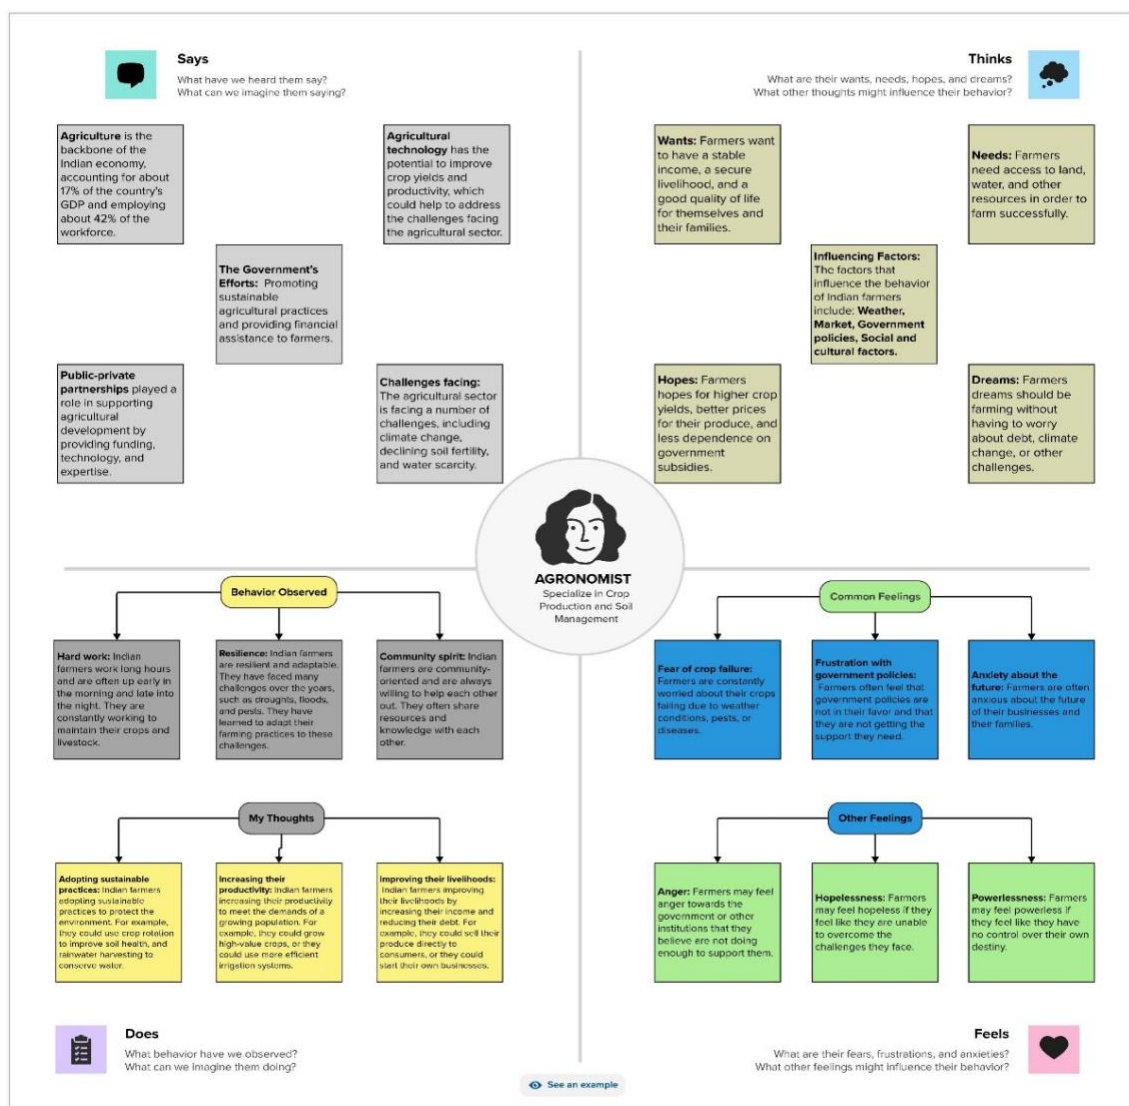 Says
What have we heard them say?
What can we imagine them saying?
Agriculture is the
backbone of the
Indian economy,
accounting for about
17% of the country's
GDP and employing
about 42% of the
workforce.
Agricultural
technology has the
potential to improve
crop yields and
productivity, which
could help to address
the challenges facing
the agricultural sector.
The Government's
Efforts: Promoting
sustainable
agricultural practices
and providing financial
assistance to farmers.
Public-private
partnerships played a
role in supporting
agricultural
development by
providing funding,
technology, and
expertise.
Challenges facing:
The agricultural sector
is facing a number of
challenges, including
climate change,
declining soil fertility,
and water scarcity.
Thinks
What are their wants, needs, hopes, and dreams?
What other thoughts might influence their behavior?
Wants: Farmers want
to have a stable
income, a secure
livelihood, and a
good quality of life
for themselves and
their families.
Needs: Farmers
need access to land,
water, and other
resources in order to
farm successfully.
Influencing Factors:
The factors that
influence the behavior
of Indian farmers
include: Weather,
Market, Government
policies, Social and
cultural factors.
Hopes: Farmers
hopes for higher crop
yields, better prices
for their produce, and
less dependence on
government
subsidies.
Dreams: Farmers
dreams should be
farming without
having to worry
about debt, climate
change, or other
challenges.
AGRONOMIST
Specialize in Crop
Production and Soil
Management
Behavior Observed
Hard work: Indian
farmers work long hours
and are often up early in
the morning and late into
the night. They are
constantly working to
maintain their crops and
livestock.
Resilience: Indian farmers
are resilient and adaptable.
They have faced many
challenges over the years,
such as droughts, floods,
and pests. They have
learned to adapt their
farming practices to these
challenges.
Community spirit: Indian
farmers are community-
oriented and are always
willing to help each other
out. They often share
resources and
knowledge with each
other.
My Thoughts
Adopting sustainable
practices: Indian farmers
adopting sustainable
practices to protect the
environment. For example,
they could use crop rotation
to improve soil health, and
rainwater harvesting to
conserve water.
Increasing their
productivity: Indian farmers
increasing their productivity
to meet the demands of a
growing population. For
example, they could grow
high-value crops, or they
could use more efficient
irrigation systems.
Improving their livelihoods:
Indian farmers improving
their livelihoods by
increasing their income and
reducing their debt. For
example, they could sell their
produce directly to
consumers, or they could
start their own businesses.
Does
What behavior have we observed?
What can we imagine them doing?
Common Feelings
Fear of crop failure:
Farmers are constantly
worried about their crops
failing due to weather
conditions, pests, or
diseases.
Frustration with
government policies:
Farmers often feel that
government policies are
not in their favor and that
they are not getting the
support they need.
Anxiety about the
future: Farmers are often
anxious about the future
of their businesses and
their families.
Other Feelings
Anger: Farmers may feel
anger towards the
government or other
institutions that they
believe are not doing
enough to support them.
Hopelessness: Farmers
may feel hopeless if they
feel like they are unable
to overcome the
challenges they face.
Powerlessness: Farmers
may feel powerless if
they feel like they have
no control over their own
destiny.
Feels
What are their fears, frustrations, and anxieties?
What other feelings might influence their behavior?
See an example